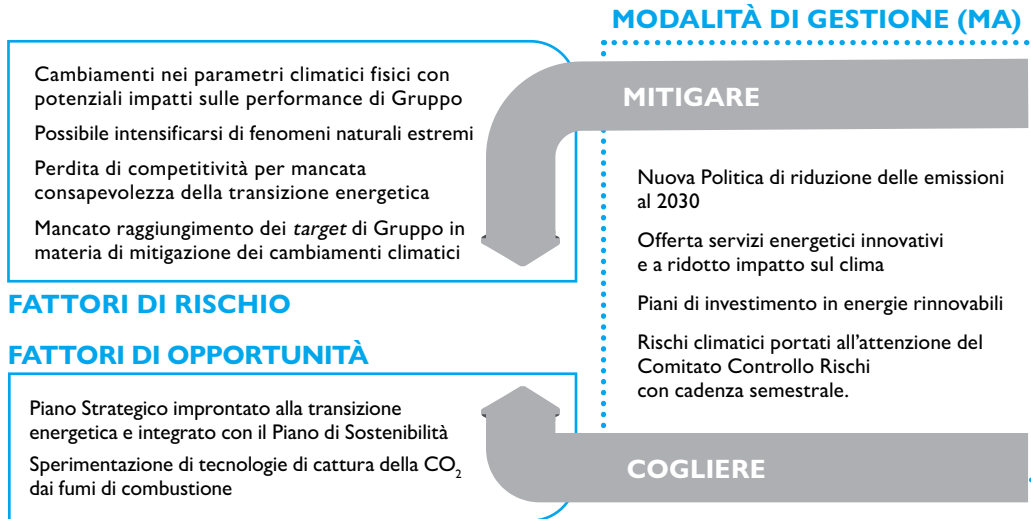 MODALITÀ DI GESTIONE (MA)
Cambiamenti nei parametri climatici fisici con
potenziali impatti sulle performance di Gruppo
Possibile intensificarsi di fenomeni naturali estremi
Perdita di competitività per mancata
consapevolezza della transizione energetica
Mancato raggiungimento dei target di Gruppo in
materia di mitigazione dei cambiamenti climatici
FATTORI DI RISCHIO
FATTORI DI OPPORTUNITÀ
Piano Strategico improntato alla transizione
energetica e integrato con il Piano di Sostenibilità
Sperimentazione di tecnologie di cattura della CO₂
dai fumi di combustione
MITIGARE
Nuova Politica di riduzione delle emissioni
al 2030
Offerta servizi energetici innovativi
e a ridotto impatto sul clima
Piani di investimento in energie rinnovabili
Rischi climatici portati all’attenzione del
Comitato Controllo Rischi
con cadenza semestrale.
COGLIERE